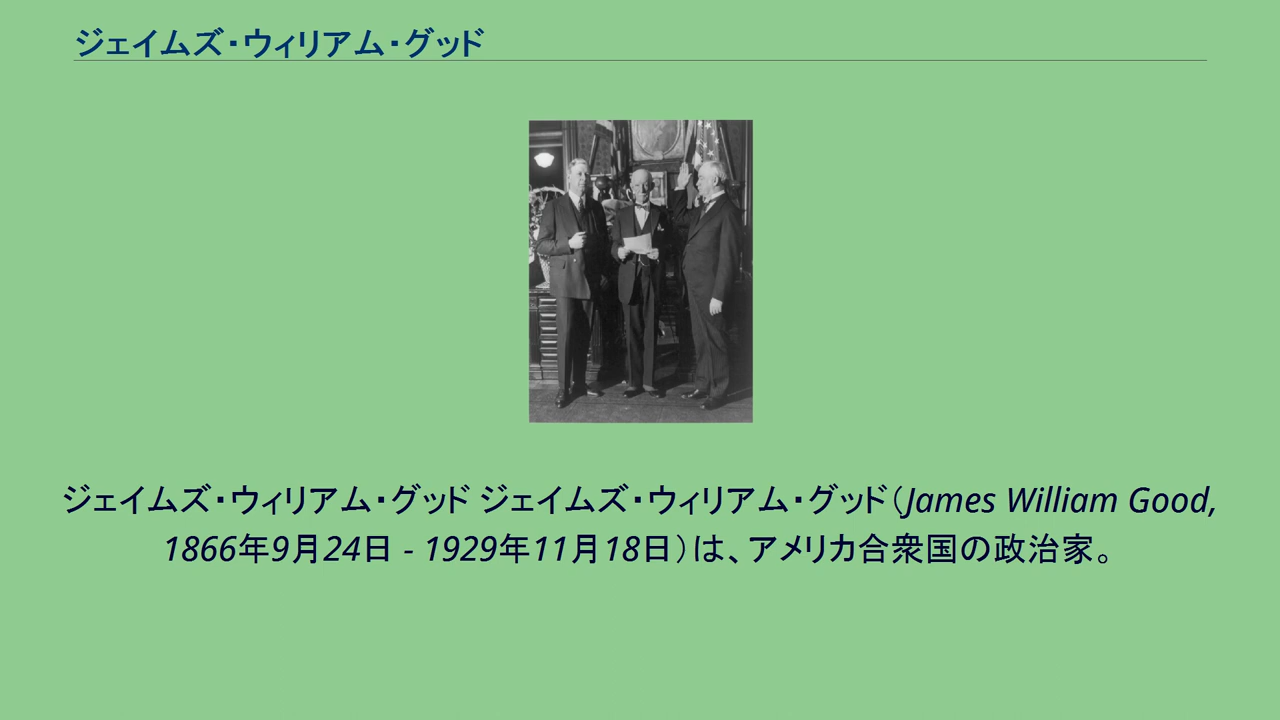 ジェイムズ・ウィリアム・グッド
ジェイムズ・ウィリアム・グッド ジェイムズ・ウィリアム・グッド（James William Good,
1866年9月24日 - 1929年11月18日）は、アメリカ合衆国の政治家。